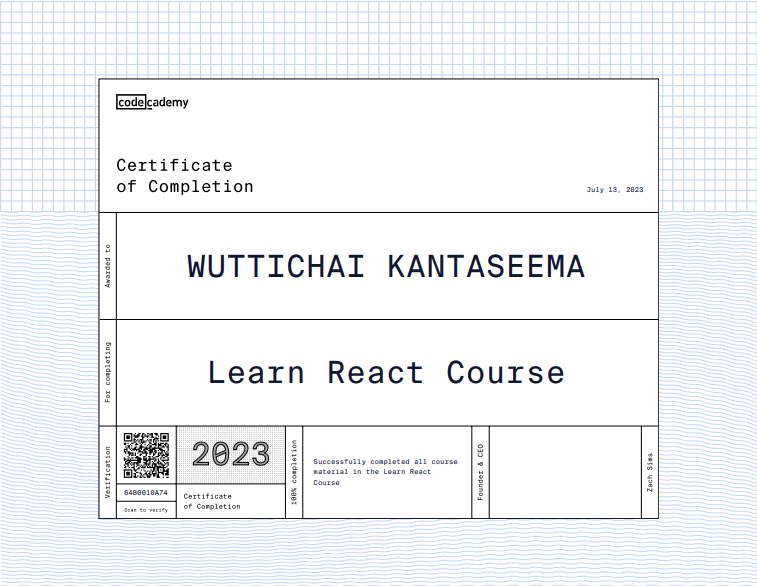 codecademy
Certificate
of Completion
July 13, 2023
Awarded to
WUTTICHAI KANTASEEMA
For completing
Learn React Course
Verification
64B0010A74
Scan to verify
2023
Certificate
of Completion
100% completion
Successfully completed all course
material in the Learn React
Course
Founder & CEO
Zach Sims